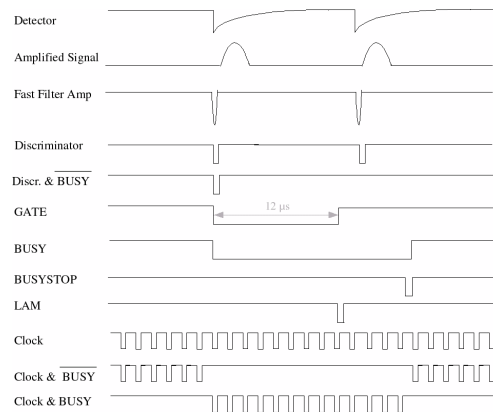 Detector
Amplified Signal
Fast Filter Amp
Discriminator
Discr. & BUSY
GATE
12 μs
BUSY
BUSYSTOP
LAM
Clock
Clock & BUSY
Clock & BUSY